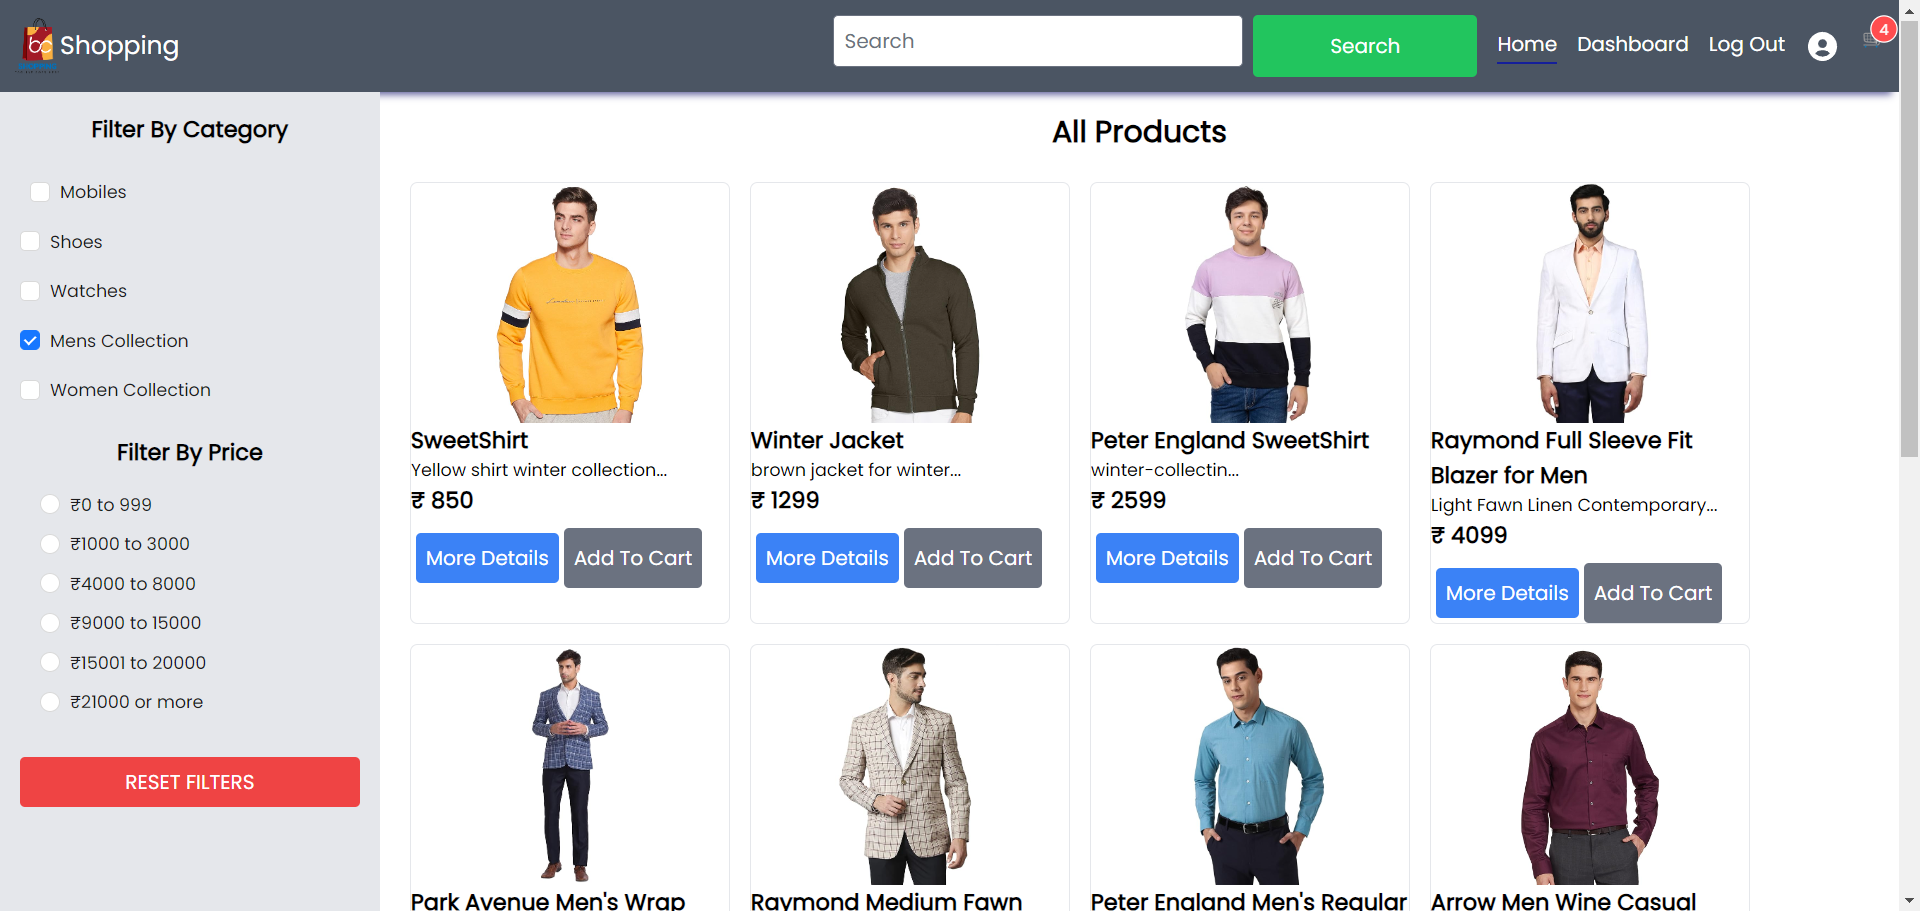 bc Shopping
Search
Search
Home
Dashboard
Log Out
4
Filter By Category
Mobiles
Shoes
Watches
Mens Collection
Women Collection
Filter By Price
₹0 to 999
₹1000 to 3000
₹4000 to 8000
₹9000 to 15000
₹15001 to 20000
₹21000 or more
RESET FILTERS
All Products
SweetShirt
Yellow shirt winter collection...
₹ 850
More Details
Add To Cart
Winter Jacket
brown jacket for winter...
₹ 1299
More Details
Add To Cart
Peter England SweetShirt
winter-collectin...
₹ 2599
More Details
Add To Cart
Raymond Full Sleeve Fit
Blazer for Men
Light Fawn Linen Contemporary...
₹ 4099
More Details
Add To Cart
Park Avenue Men's Wrap
Raymond Medium Fawn
Peter England Men's Regular
Arrow Men Wine Casual